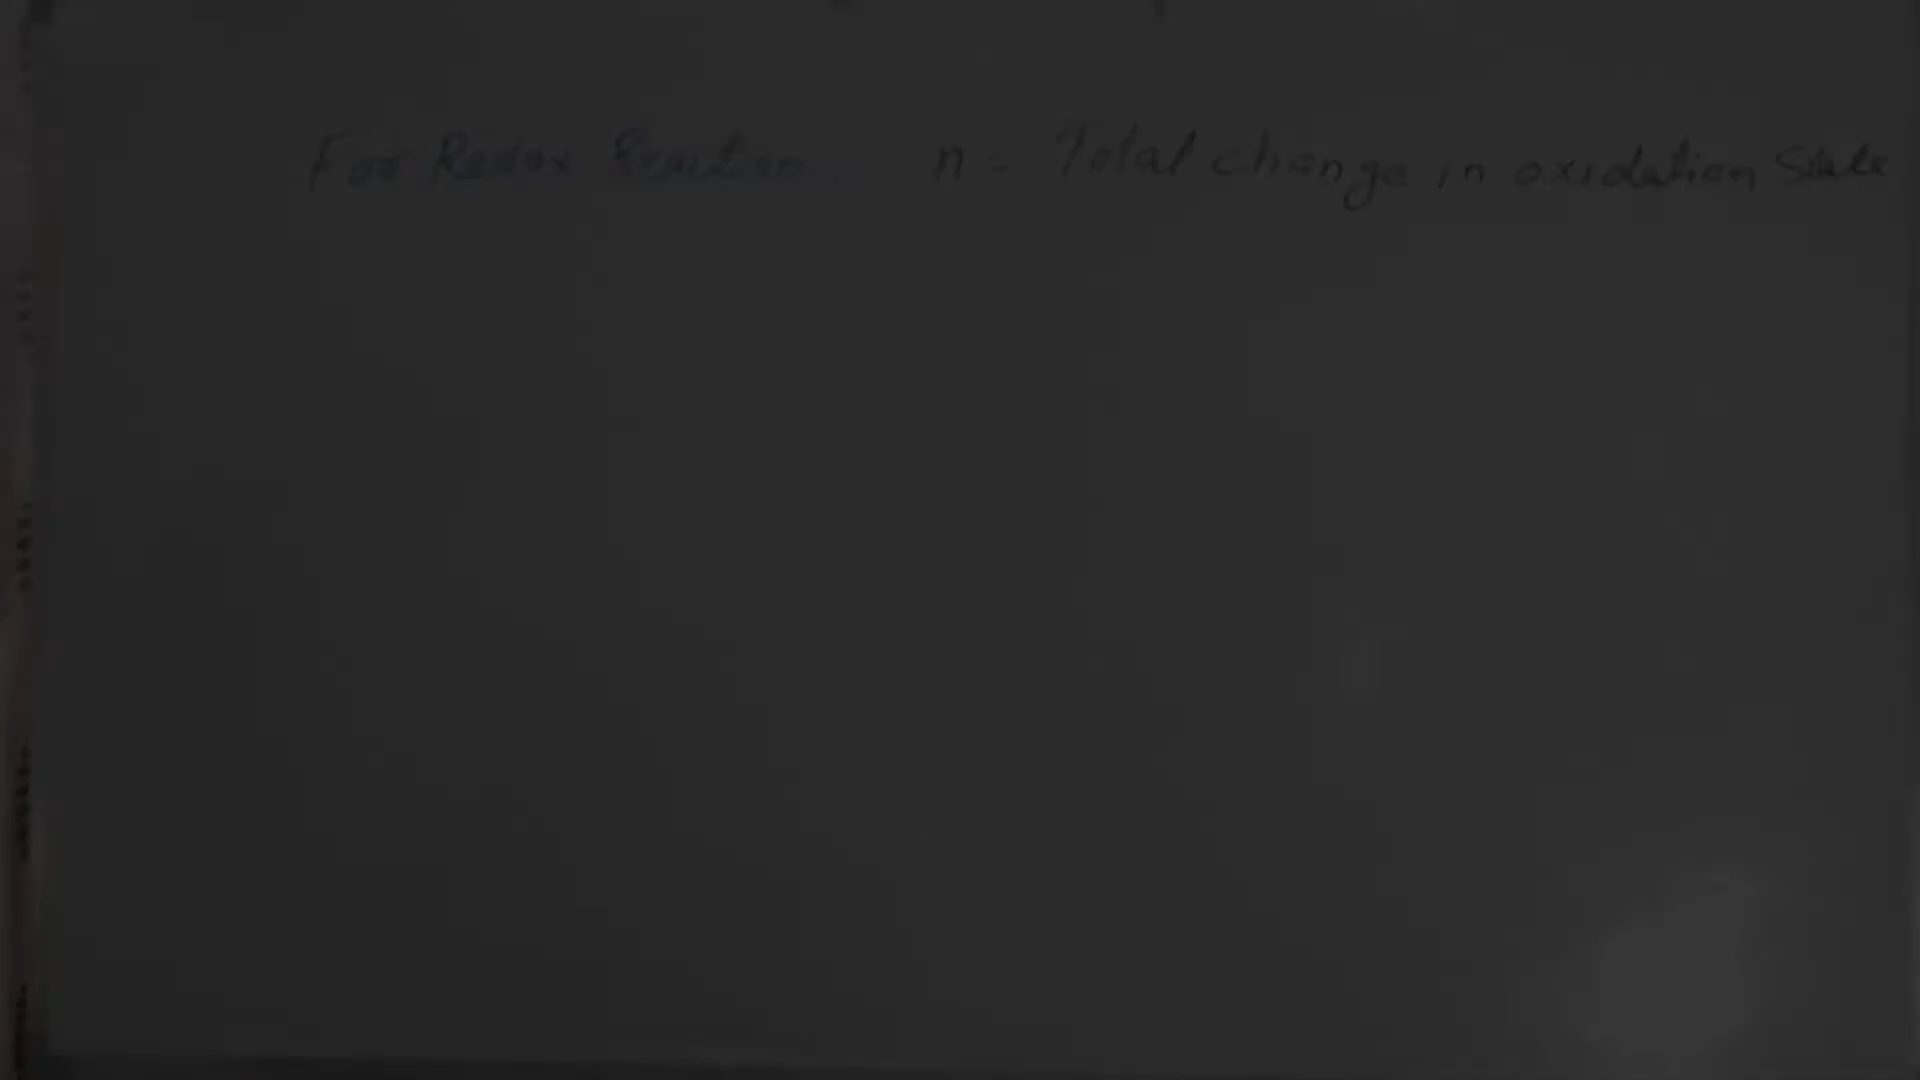 For Redox Reaction : n = Total change in oxidation State